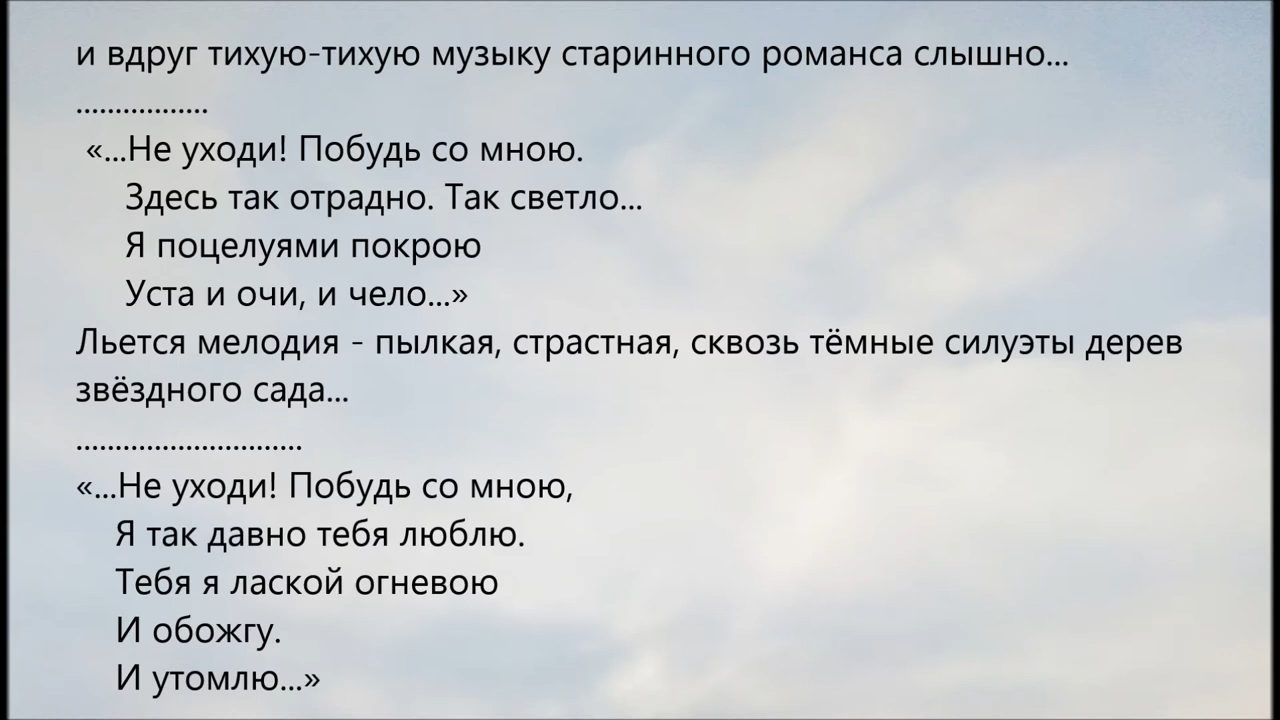 и вдруг тихую-тихую музыку старинного романса слышно...
.................
«...Не уходи! Побудь со мною.
Здесь так отрадно. Так светло...
Я поцелуями покрою
Уста и очи, и чело...»
Льется мелодия - пылкая, страстная, сквозь тёмные силуэты дерев
звёздного сада...
.............................
«...Не уходи! Побудь со мною,
Я так давно тебя люблю.
Тебя я лаской огневою
И обожгу.
И утомлю...»